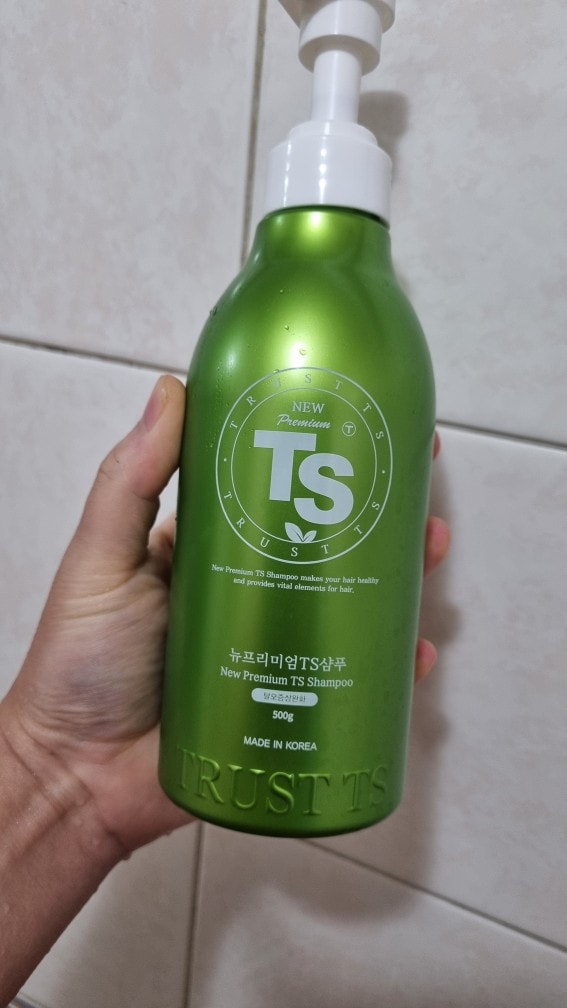 TRUST TS
NEW
Premium
T
TS
TRUST TS
New Premium TS Shampoo makes your hair healthy
and provides vital elements for hair.
뉴프리미엄TS샴푸
New Premium TS Shampoo
탈모증상완화
500g
MADE IN KOREA
TRUST TS